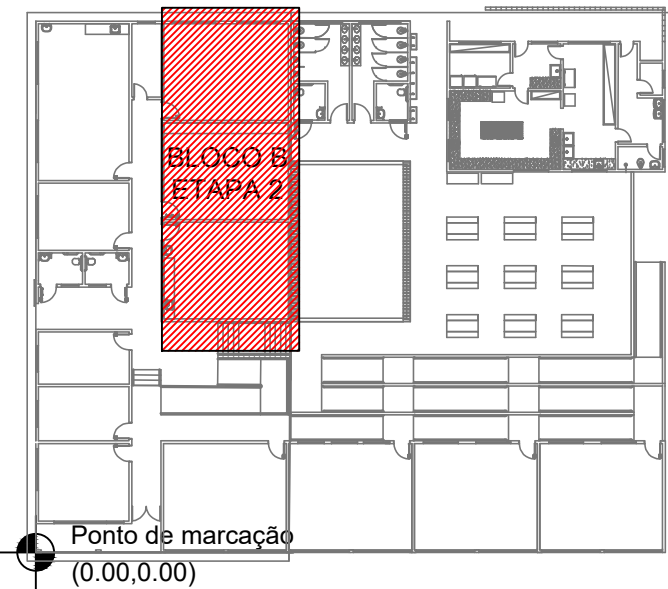 BLOCO B
ETAPA 2
Ponto de marcação
(0.00,0.00)